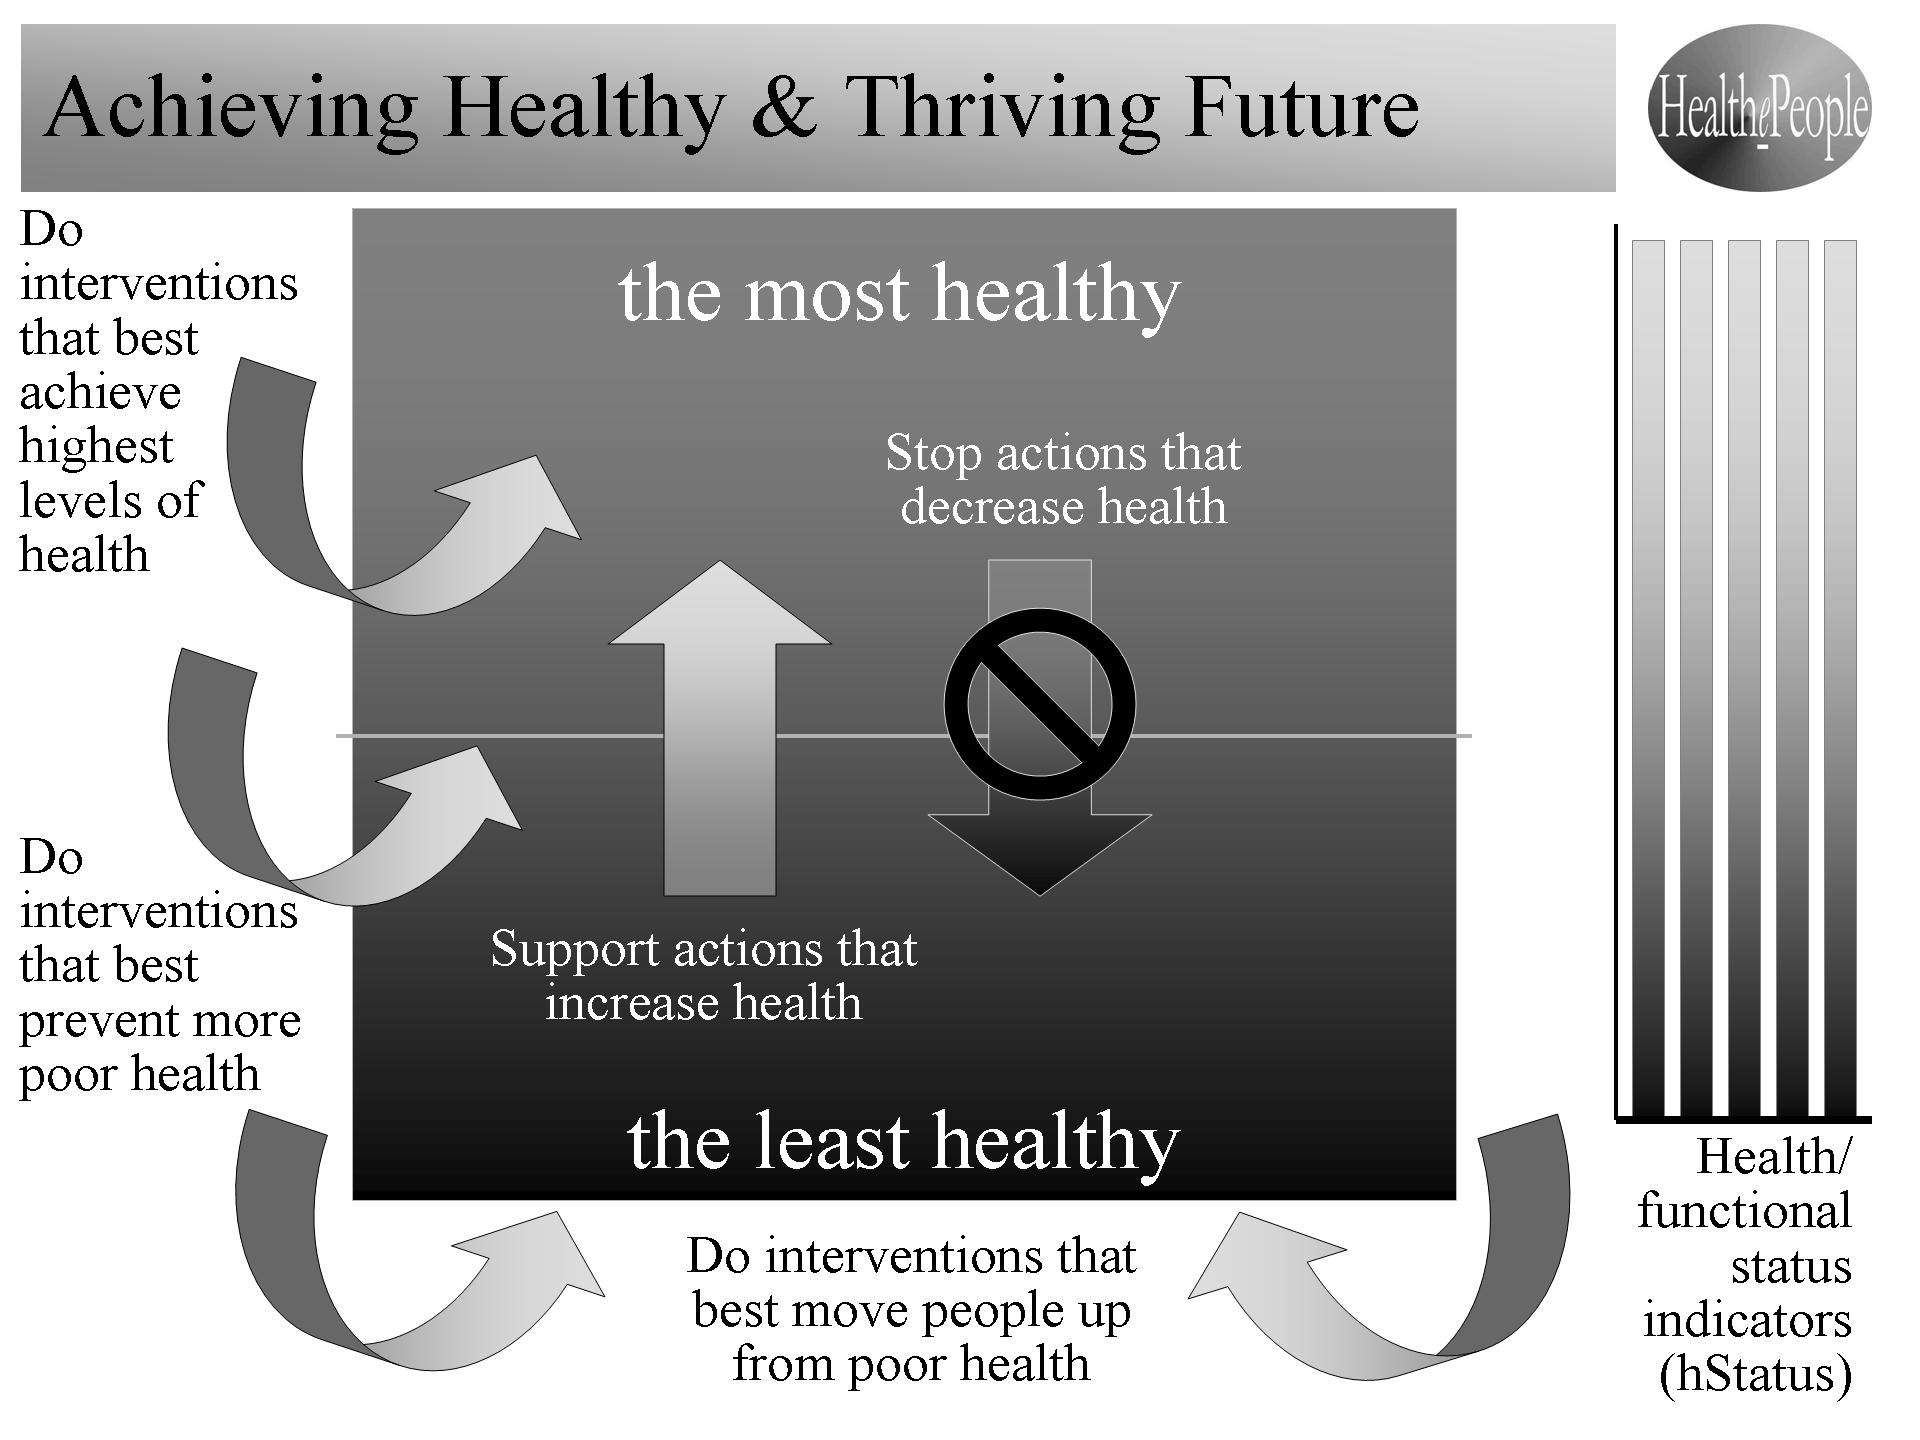 Achieving Healthy & Thriving Future
HealthePeople
Do
interventions
that best
achieve
highest
levels of
health
the most healthy
Stop actions that
decrease health
Do
interventions
that best
prevent more
poor health
Support actions that
increase health
the least healthy
Do interventions that
best move people up
from poor health
Health/
functional
status
indicators
(hStatus)